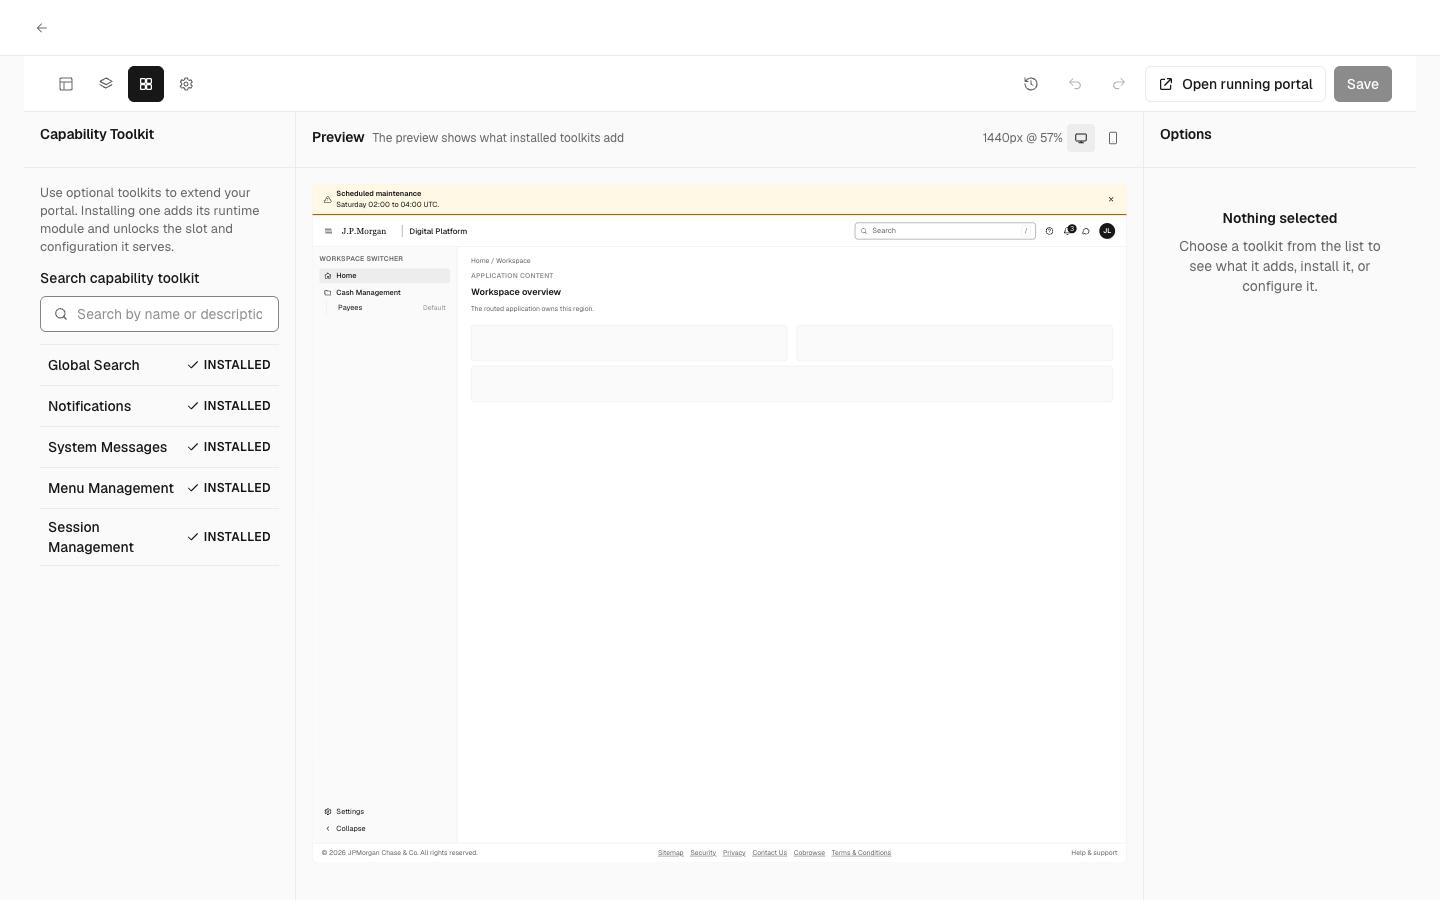 Open running portal
Save
Capability Toolkit
Preview
The preview shows what installed toolkits add
1440px @ 57%
Options
Use optional toolkits to extend your
portal. Installing one adds its runtime
module and unlocks the slot and
configuration it serves.
Search capability toolkit
Search by name or descriptic
Global Search
INSTALLED
Notifications
INSTALLED
System Messages
INSTALLED
Menu Management
INSTALLED
Session
Management
INSTALLED
Scheduled maintenance
Saturday 02:00 to 04:00 UTC.
J.P.Morgan
Digital Platform
Search
/
3
JL
WORKSPACE SWITCHER
Home
Cash Management
Payees
Default
Home / Workspace
APPLICATION CONTENT
Workspace overview
The routed application owns this region.
Settings
Collapse
© 2026 JPMorgan Chase & Co. All rights reserved.
Sitemap
Security
Privacy
Contact Us
Cobrowse
Terms & Conditions
Help & support
Nothing selected
Choose a toolkit from the list to
see what it adds, install it, or
configure it.